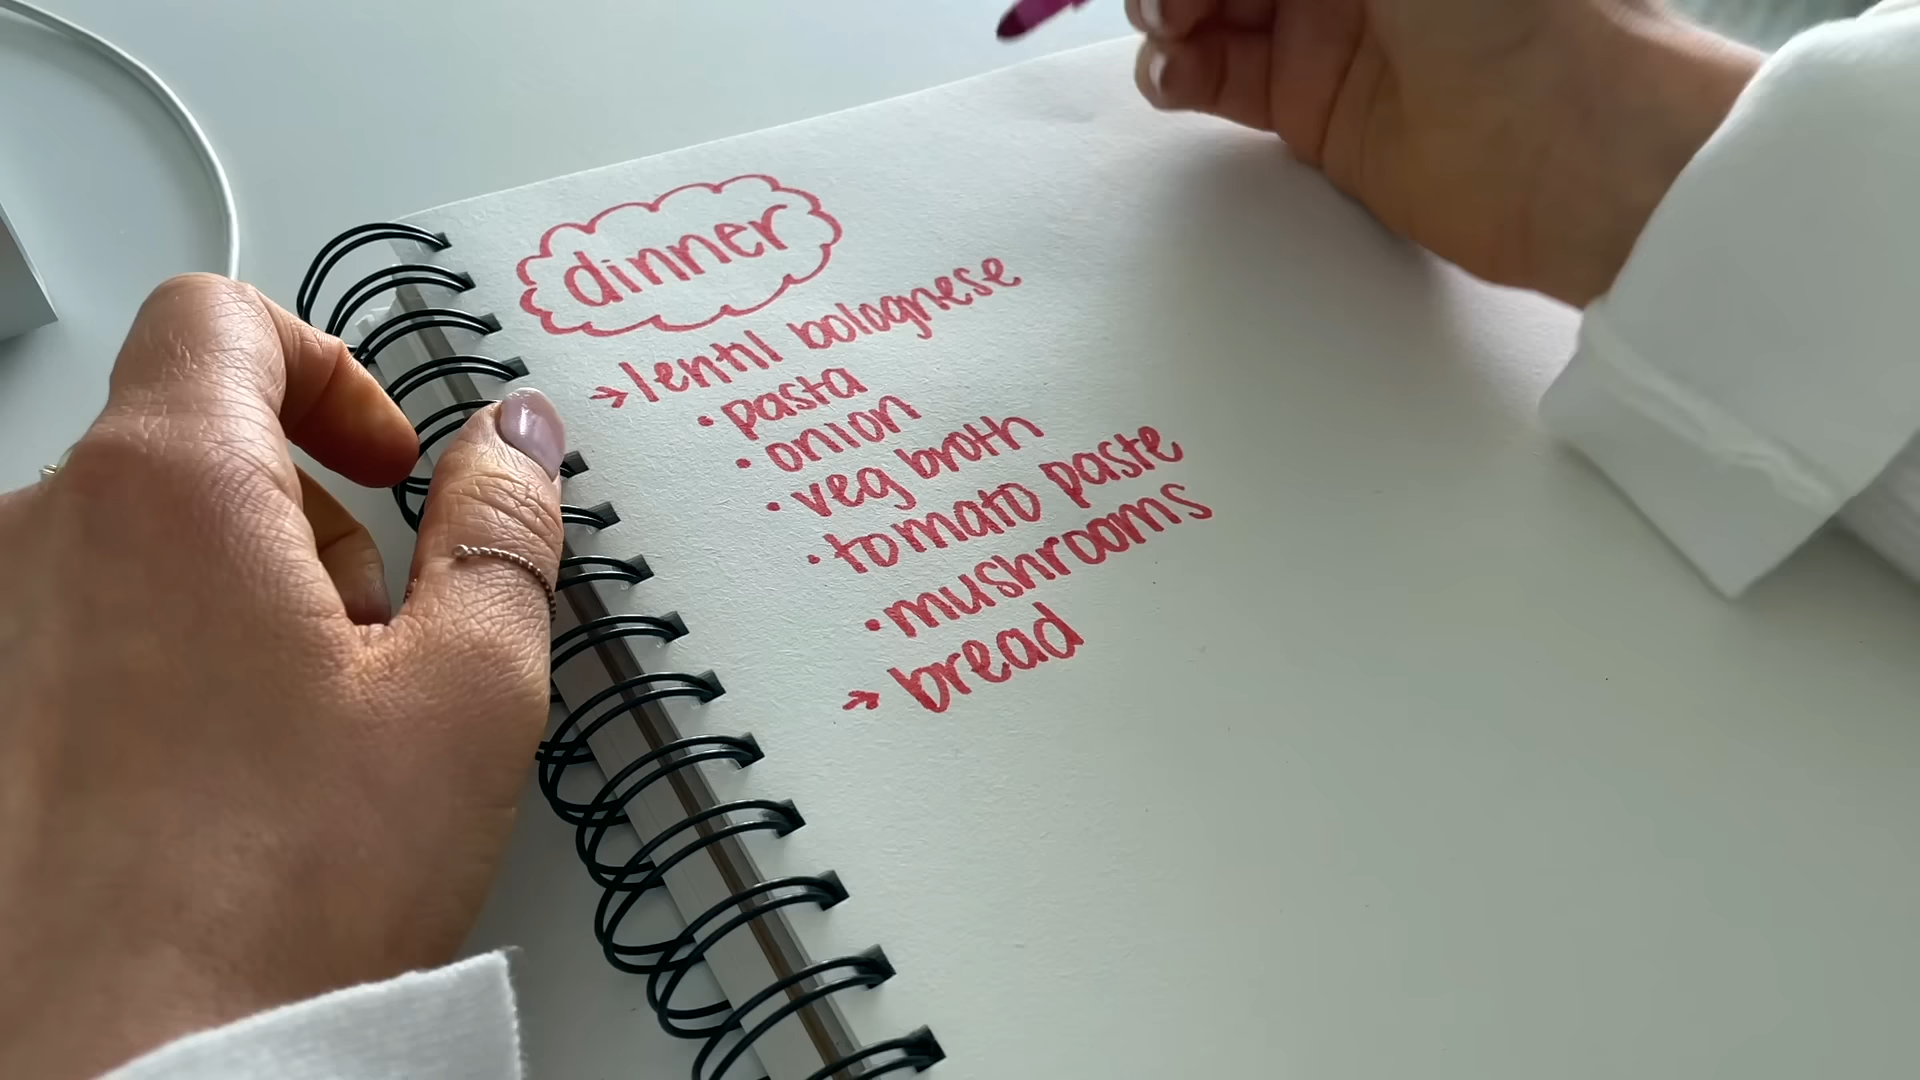 dinner
→ lentil bolognese
• pasta
• onion
• veg broth
• tomato paste
• mushrooms
→ bread